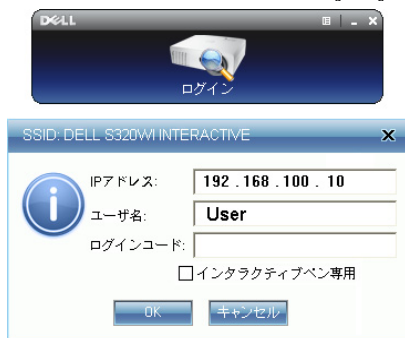 DELL
ログイン
SSID: DELL S320WI INTERACTIVE
IPアドレス: 192 . 168 . 100 . 10
ユーザ名: User
ログインコード:
インタラクティブペン専用
OK キャンセル